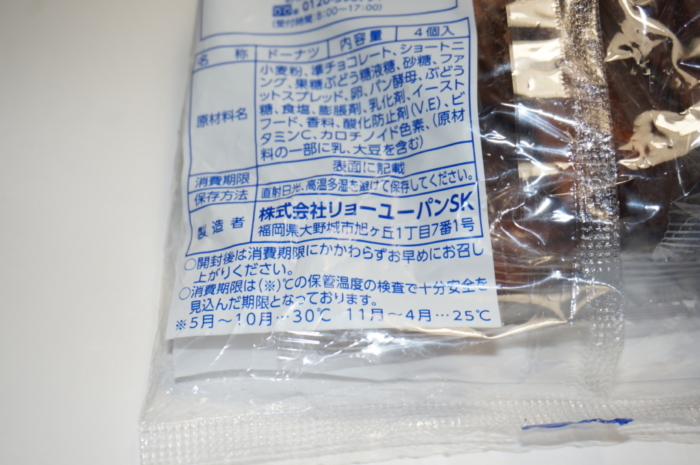 0120-
(受付時間 8:00〜17:00)
名 称 ドーナツ 内容量 4個入
原材料名
小麦粉、準チョコレート、ショートニ
ング、果糖ぶどう糖液糖、砂糖、ファ
ットスプレッド、卵、パン酵母、ぶどう
糖、食塩、膨脹剤、乳化剤、イースト
フード、香料、酸化防止剤(V.E)、ビ
タミンC、カロチノイド色素、(原材
料の一部に乳、大豆を含む)
消費期限 表面に記載
保存方法 直射日光、高温多湿を避けて保存してください。
製造者 株式会社リョーユーパンSK
福岡県大野城市旭ヶ丘1丁目7番1号
○開封後は消費期限にかかわらずお早めにお召し
上がりください。
○消費期限は(※)℃の保管温度の検査で十分安全を
見込んだ期限となっております。
※5月〜10月…30℃ 11月〜4月…25℃